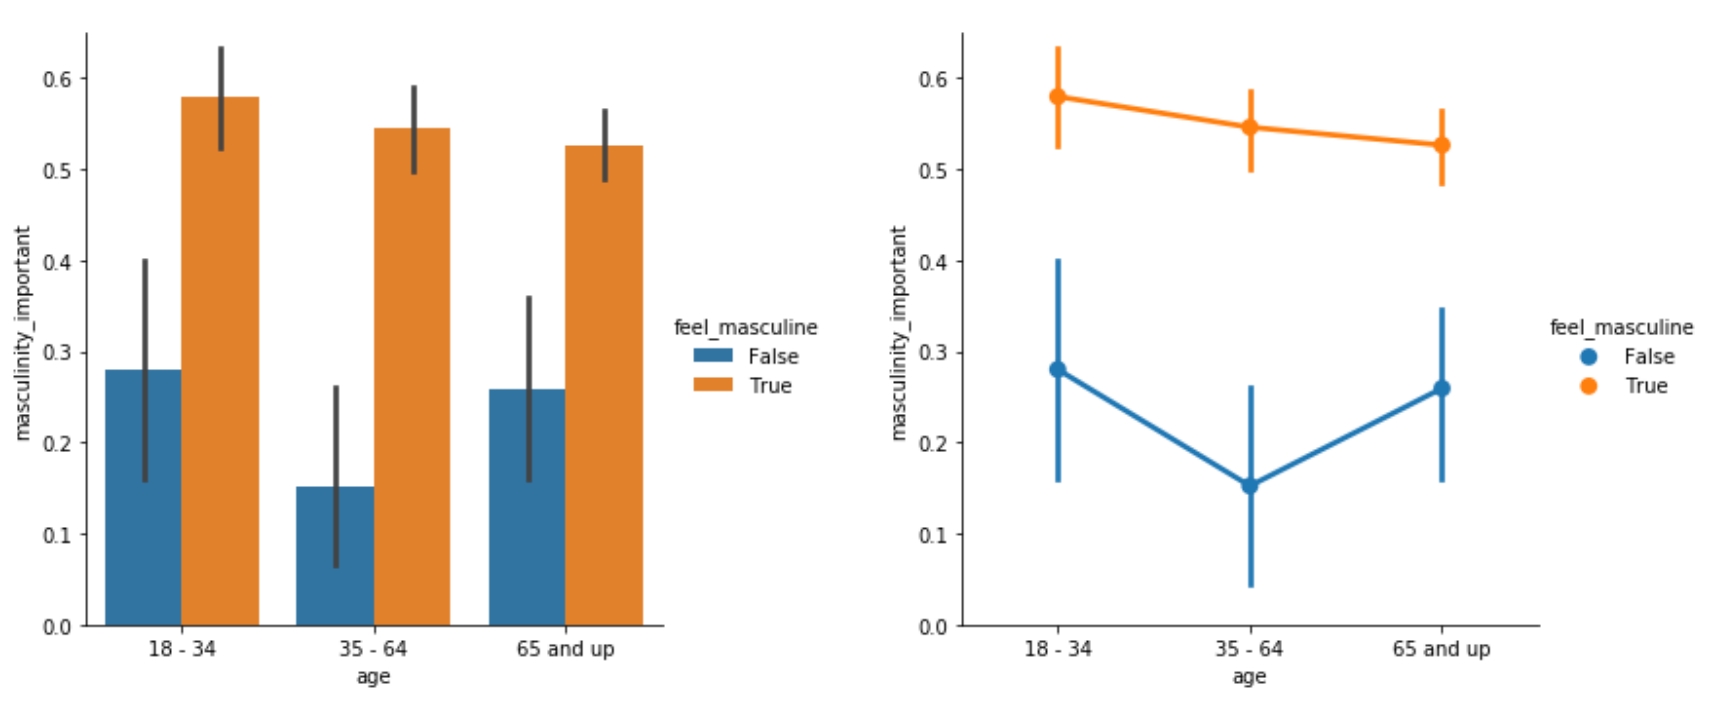 0.6
0.5
0.4
0.3
0.2
0.1
0.0
masculinity_important
18 - 34 35 - 64 65 and up
age
feel_masculine
False
True
0.6
0.5
0.4
0.3
0.2
0.1
0.0
masculinity_important
18 - 34 35 - 64 65 and up
age
feel_masculine
False
True